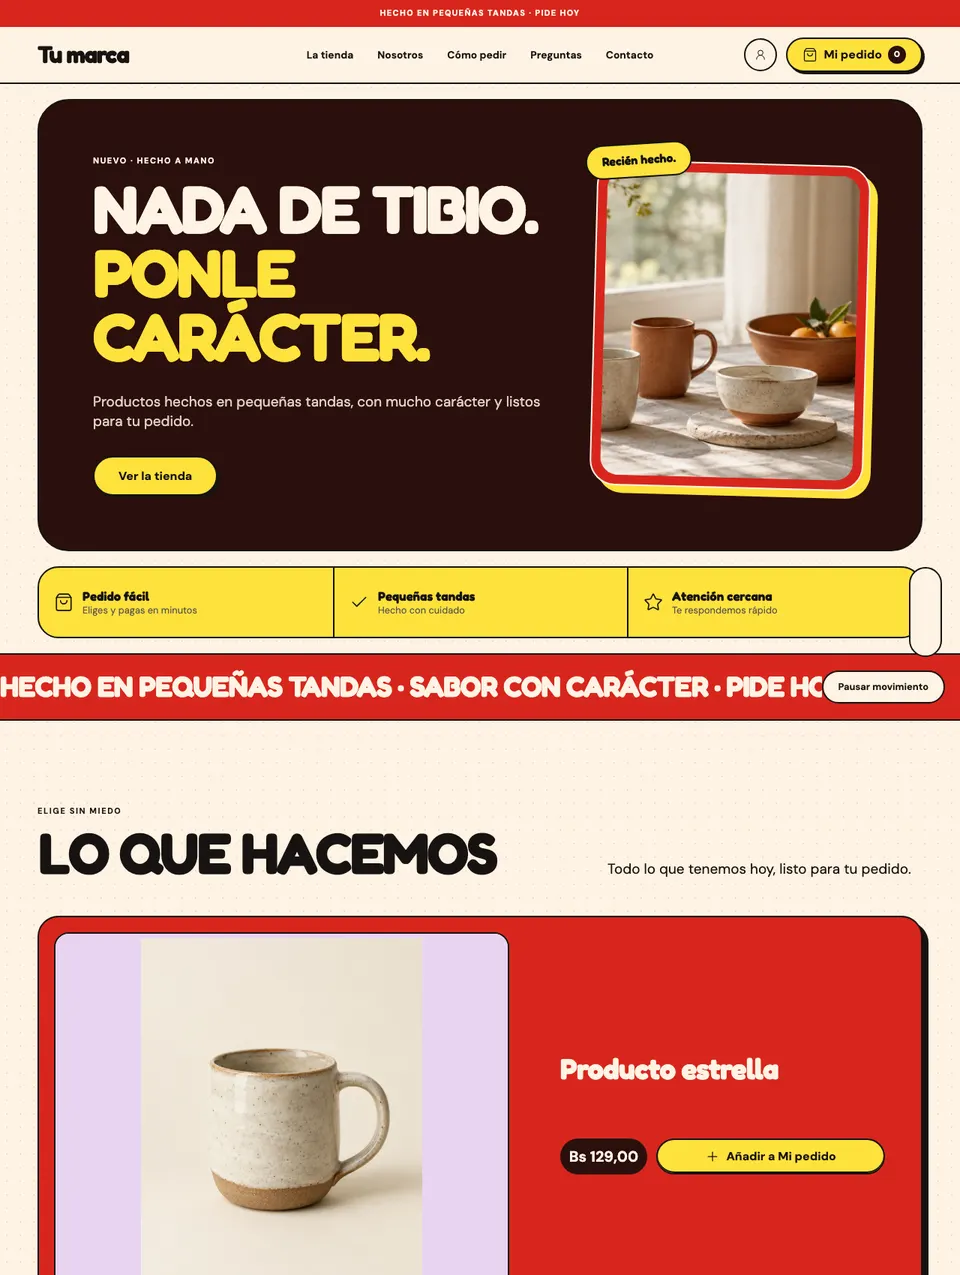 HECHO EN PEQUEÑAS TANDAS · PIDE HOY
Tu marca
La tienda
Nosotros
Cómo pedir
Preguntas
Contacto
Mi pedido 0
NUEVO · HECHO A MANO
NADA DE TIBIO.
PONLE
CARÁCTER.
Productos hechos en pequeñas tandas, con mucho carácter y listos
para tu pedido.
Ver la tienda
Recién hecho.
Pedido fácil
Eliges y pagas en minutos
Pequeñas tandas
Hecho con cuidado
Atención cercana
Te respondemos rápido
HECHO EN PEQUEÑAS TANDAS · SABOR CON CARÁCTER · PIDE HO
Pausar movimiento
ELIGE SIN MIEDO
LO QUE HACEMOS
Todo lo que tenemos hoy, listo para tu pedido.
Producto estrella
Bs 129,00
+ Añadir a Mi pedido